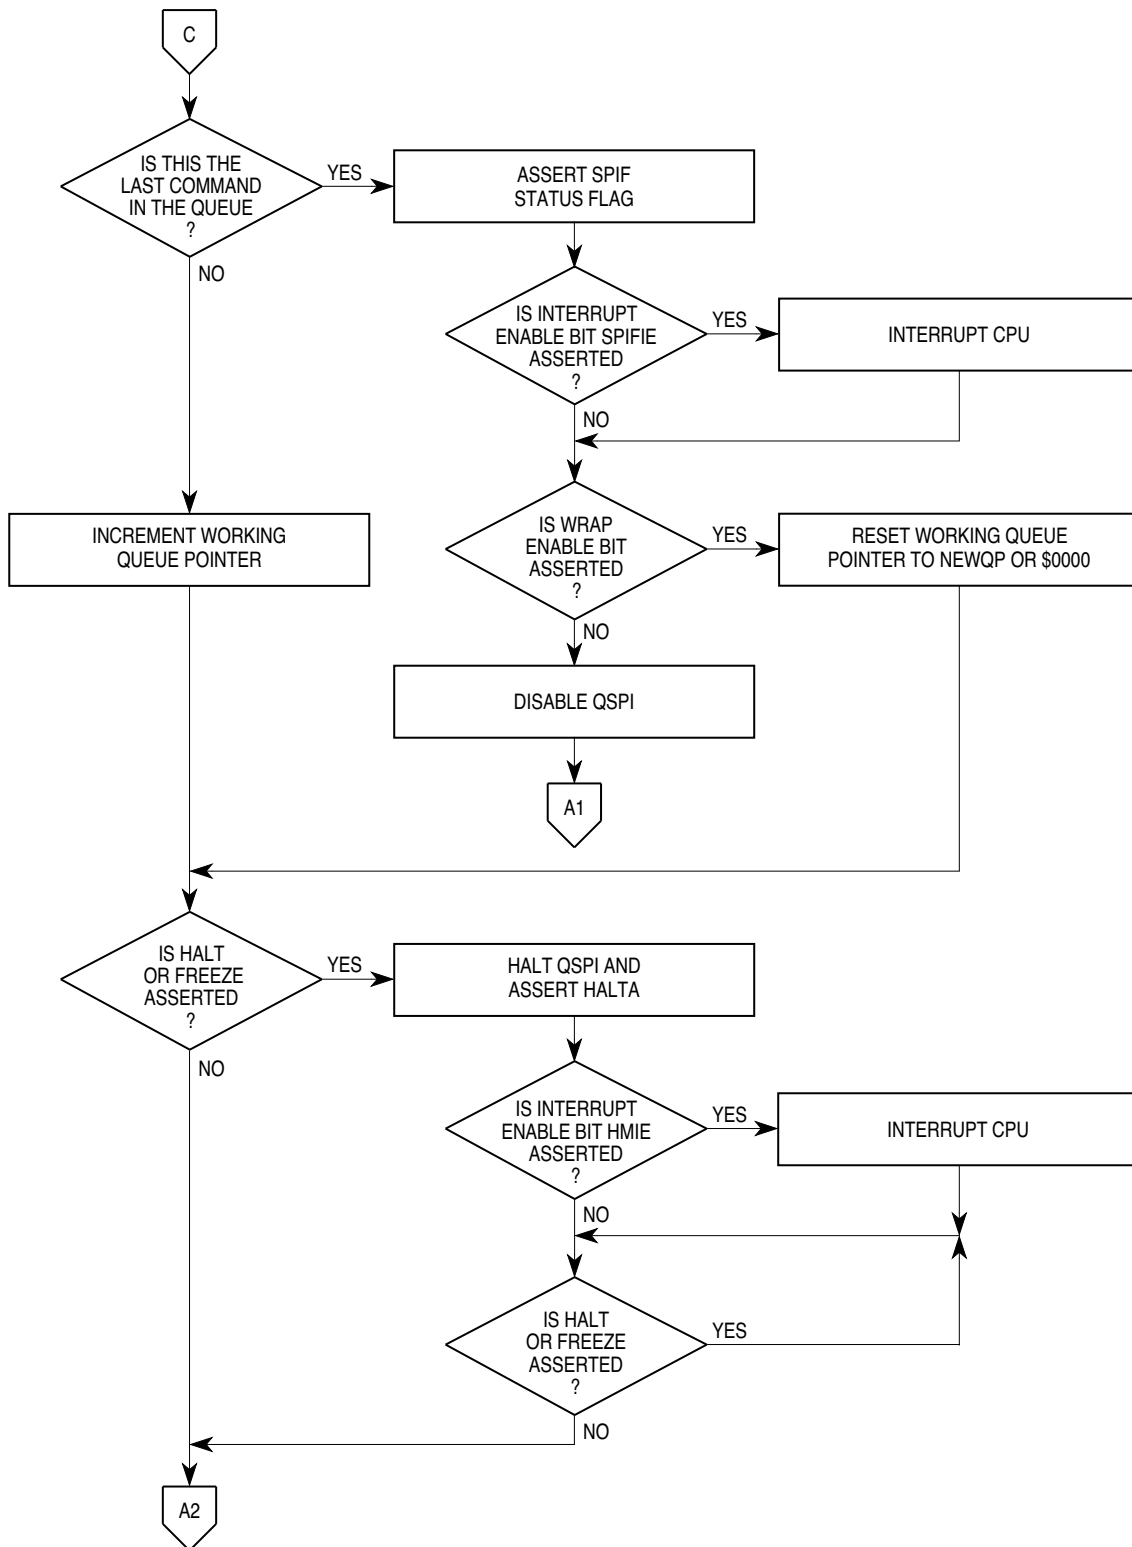 C
IS THIS THE
LAST COMMAND
IN THE QUEUE
?
YES
ASSERT SPIF
STATUS FLAG
NO
IS INTERRUPT
ENABLE BIT SPIFIE
ASSERTED
?
YES
INTERRUPT CPU
NO
INCREMENT WORKING
QUEUE POINTER
IS WRAP
ENABLE BIT
ASSERTED
?
YES
RESET WORKING QUEUE
POINTER TO NEWQP OR $0000
NO
DISABLE QSPI
A1
IS HALT
OR FREEZE
ASSERTED
?
YES
HALT QSPI AND
ASSERT HALTA
NO
IS INTERRUPT
ENABLE BIT HMIE
ASSERTED
?
YES
INTERRUPT CPU
NO
IS HALT
OR FREEZE
ASSERTED
?
YES
NO
A2